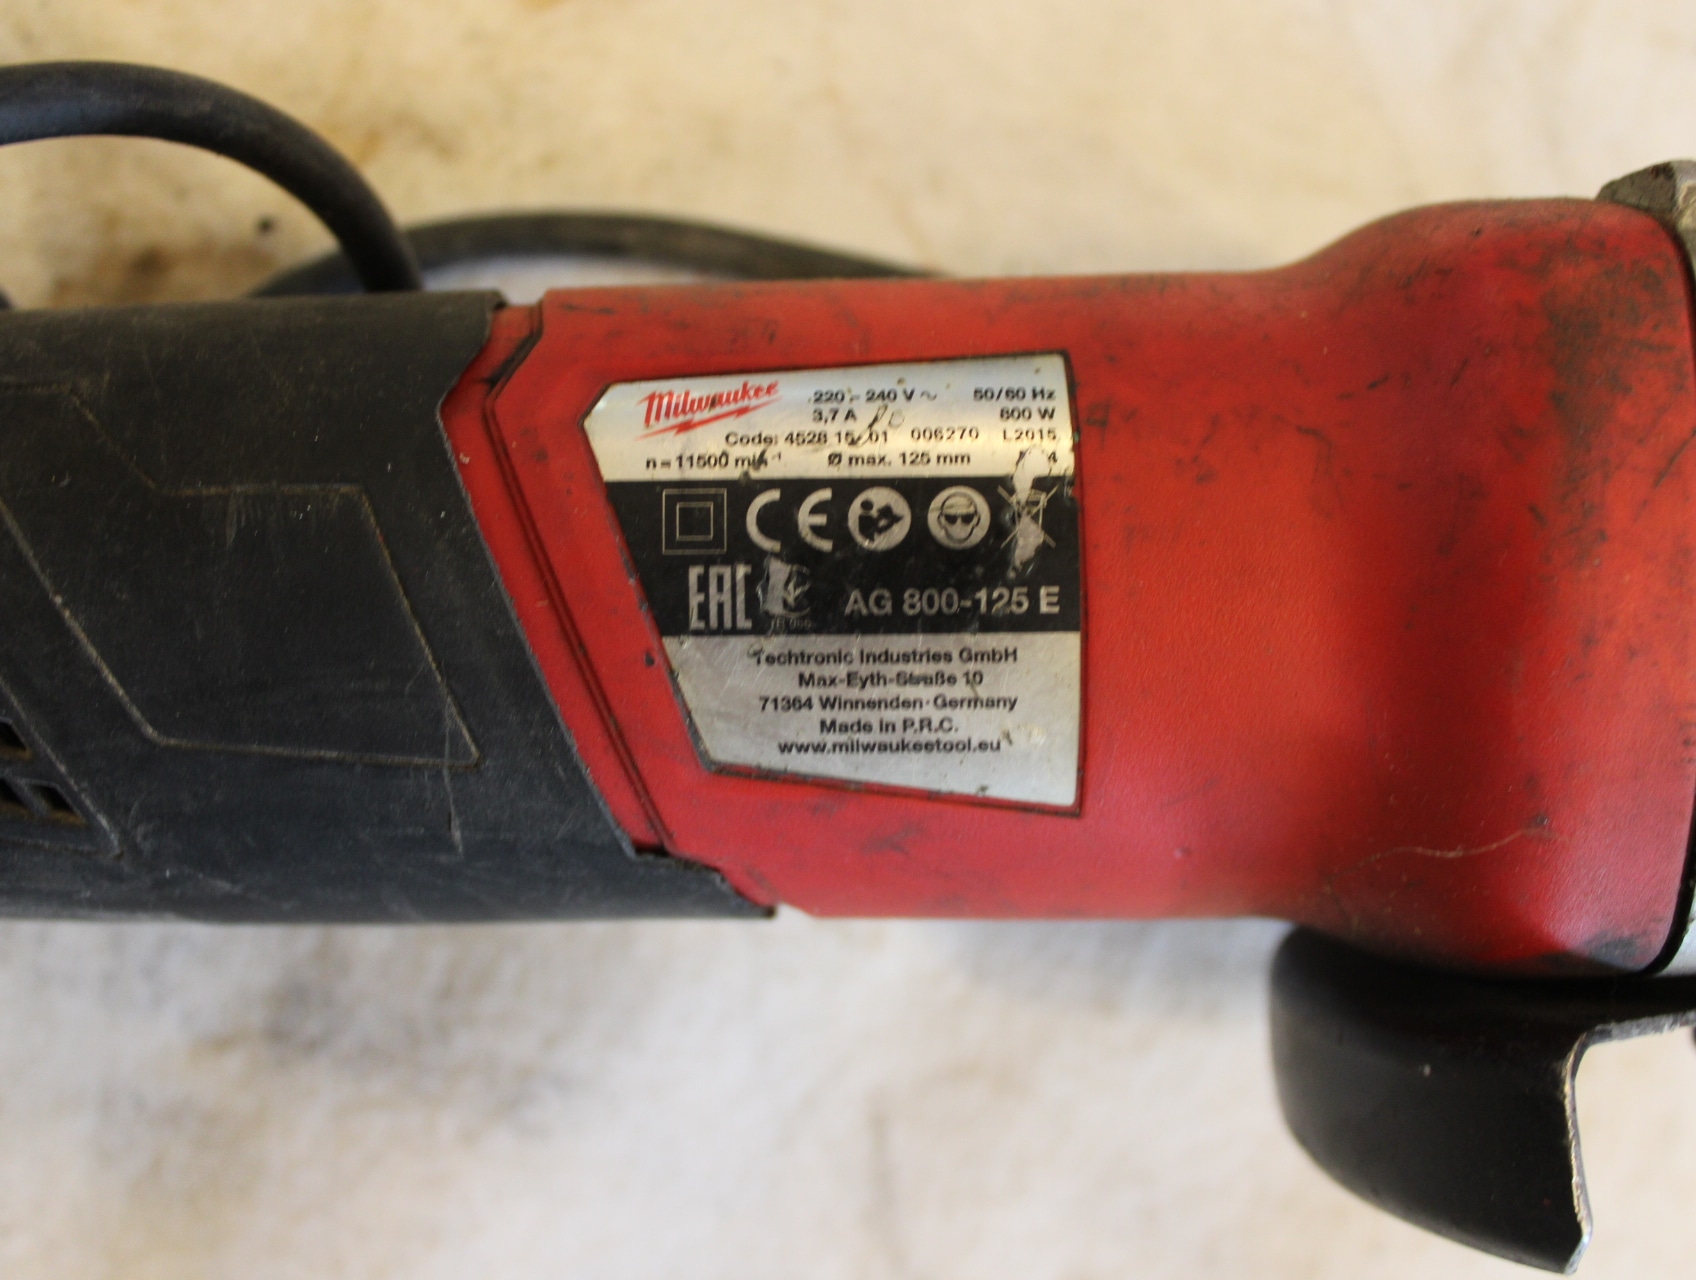 Milwaukee
220 - 240 V ~ 50/60 Hz
3,7 A 800 W
Code: 4528 15 01 006270 L2015
n = 11500 min-1 Ø max. 125 mm
CE
EAC
AG 800-125 E
Techtronic Industries GmbH
Max-Eyth-Straße 10
71364 Winnenden·Germany
Made in P.R.C.
www.milwaukeetool.eu